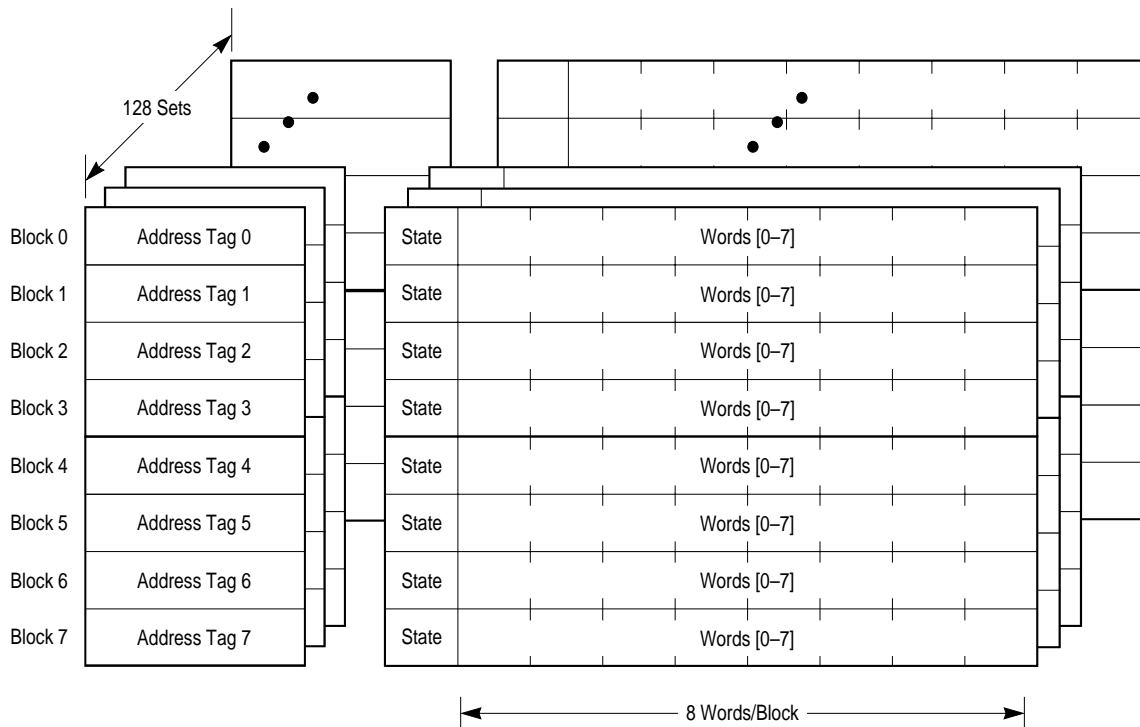 128 Sets
Block 0 Address Tag 0 State Words [0–7]
Block 1 Address Tag 1 State Words [0–7]
Block 2 Address Tag 2 State Words [0–7]
Block 3 Address Tag 3 State Words [0–7]
Block 4 Address Tag 4 State Words [0–7]
Block 5 Address Tag 5 State Words [0–7]
Block 6 Address Tag 6 State Words [0–7]
Block 7 Address Tag 7 State Words [0–7]
8 Words/Block